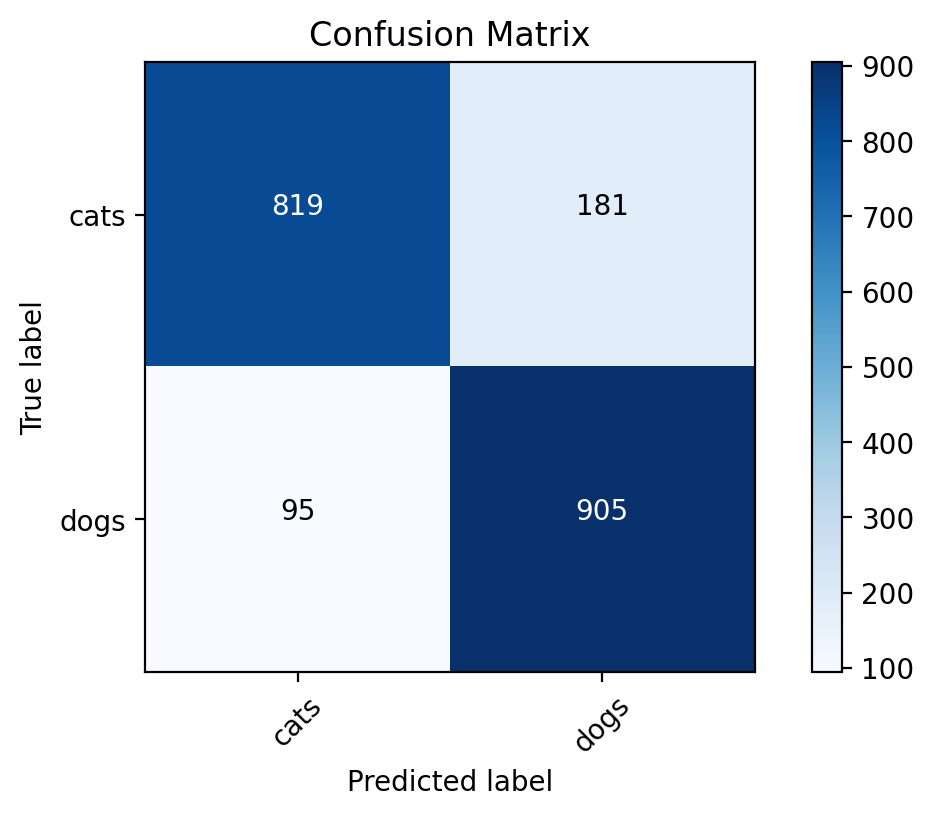 Confusion Matrix
True label
cats
819
181
dogs
95
905
cats
dogs
Predicted label
900
800
700
600
500
400
300
200
100